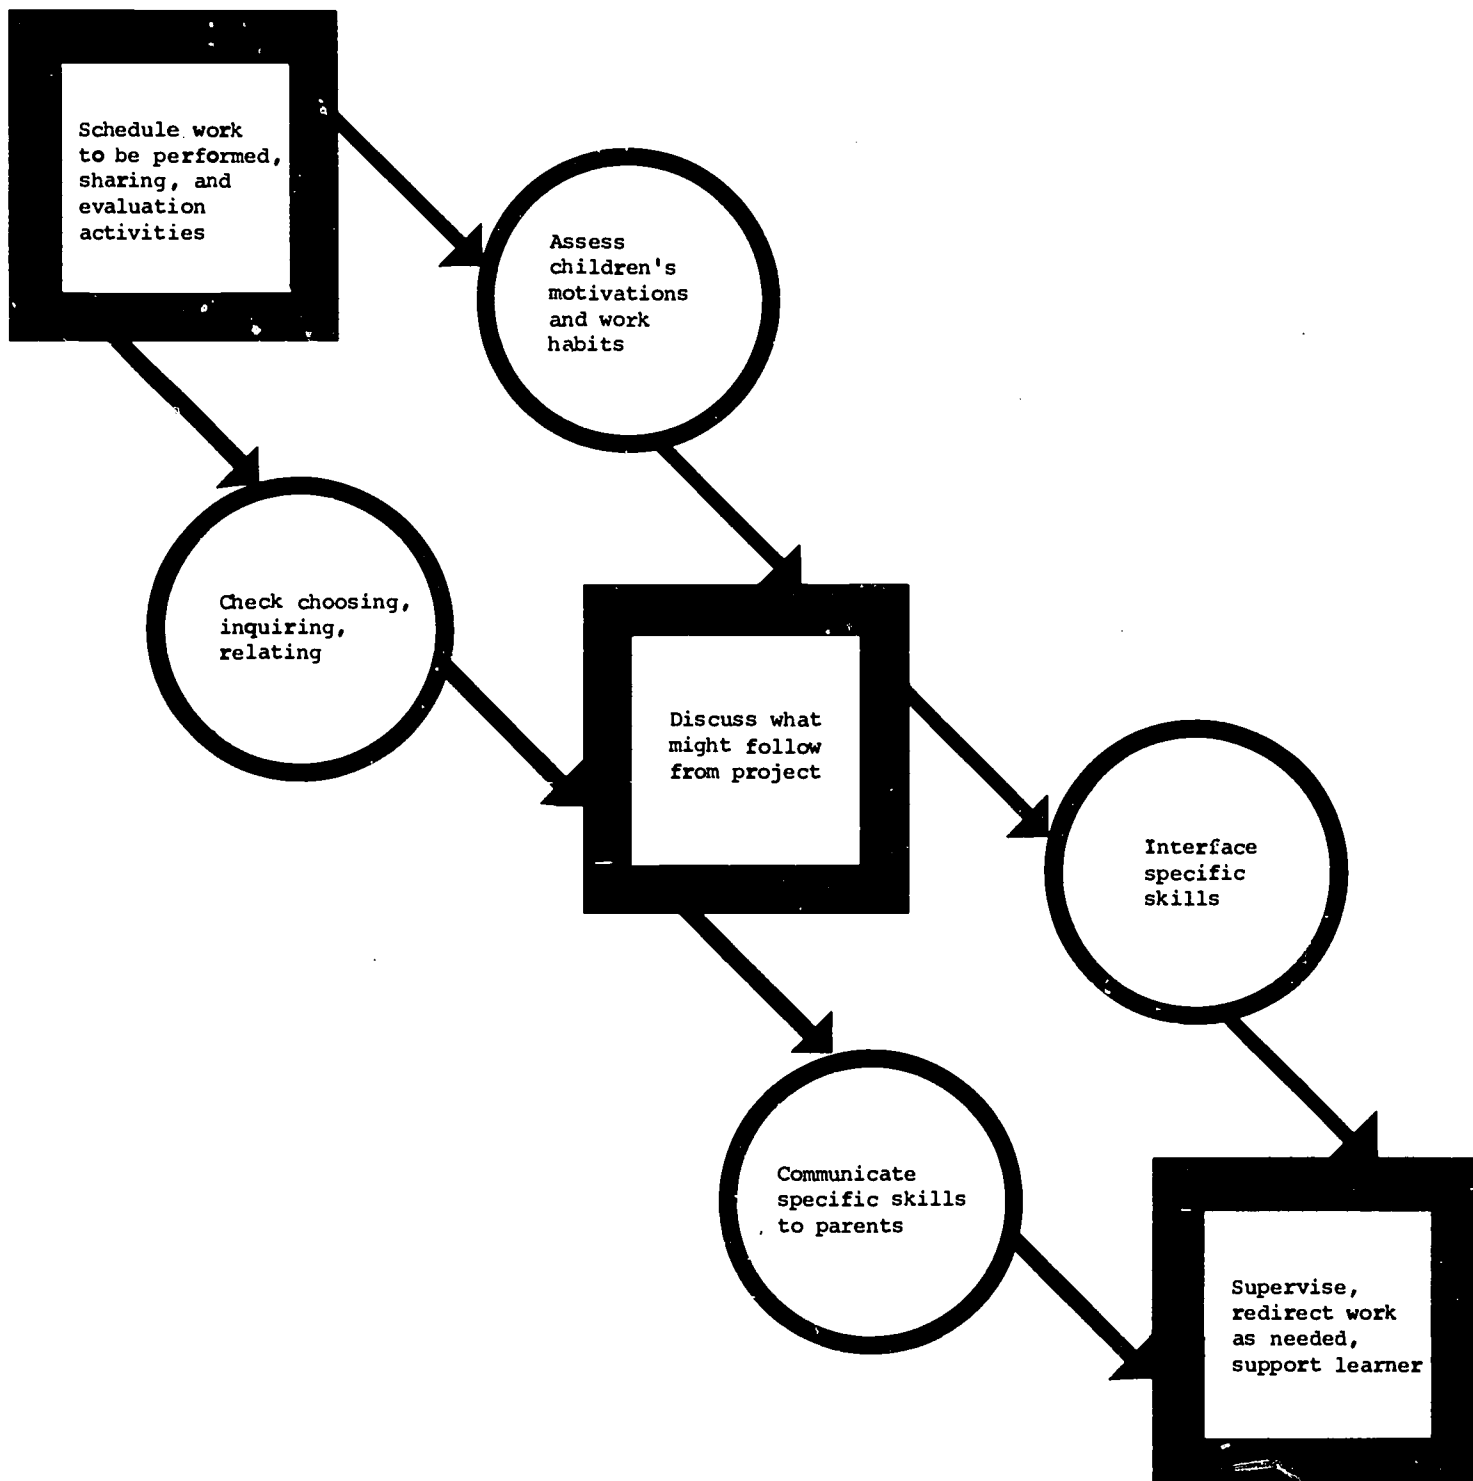 Schedule work
to be performed,
sharing, and
evaluation
activities
Assess
children's
motivations
and work
habits
Check choosing,
inquiring,
relating
Discuss what
might follow
from project
Interface
specific
skills
Communicate
specific skills
to parents
Supervise,
redirect work
as needed,
support learner